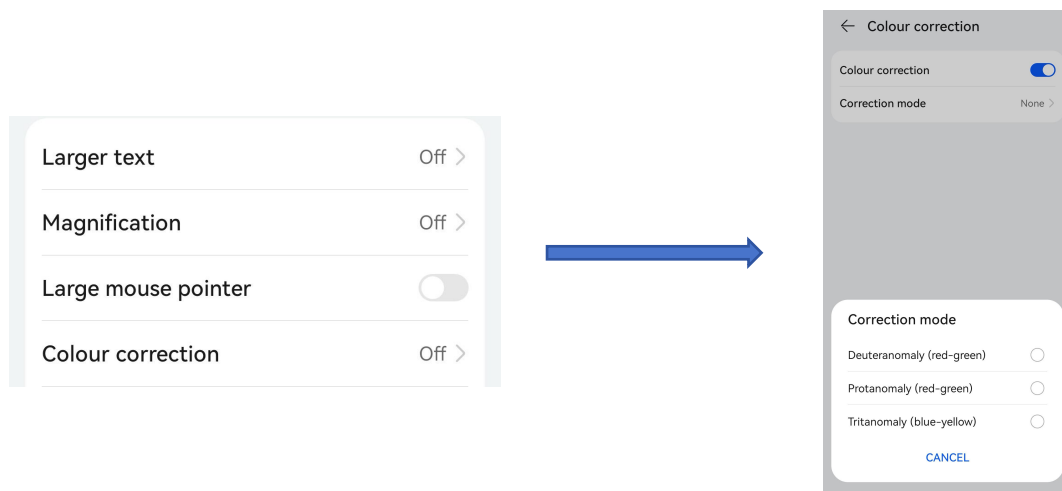 Larger text Off
Magnification Off
Large mouse pointer
Colour correction Off
Colour correction
Colour correction
Correction mode None
Correction mode
Deuteranomaly (red-green)
Protanomaly (red-green)
Tritanomaly (blue-yellow)
CANCEL